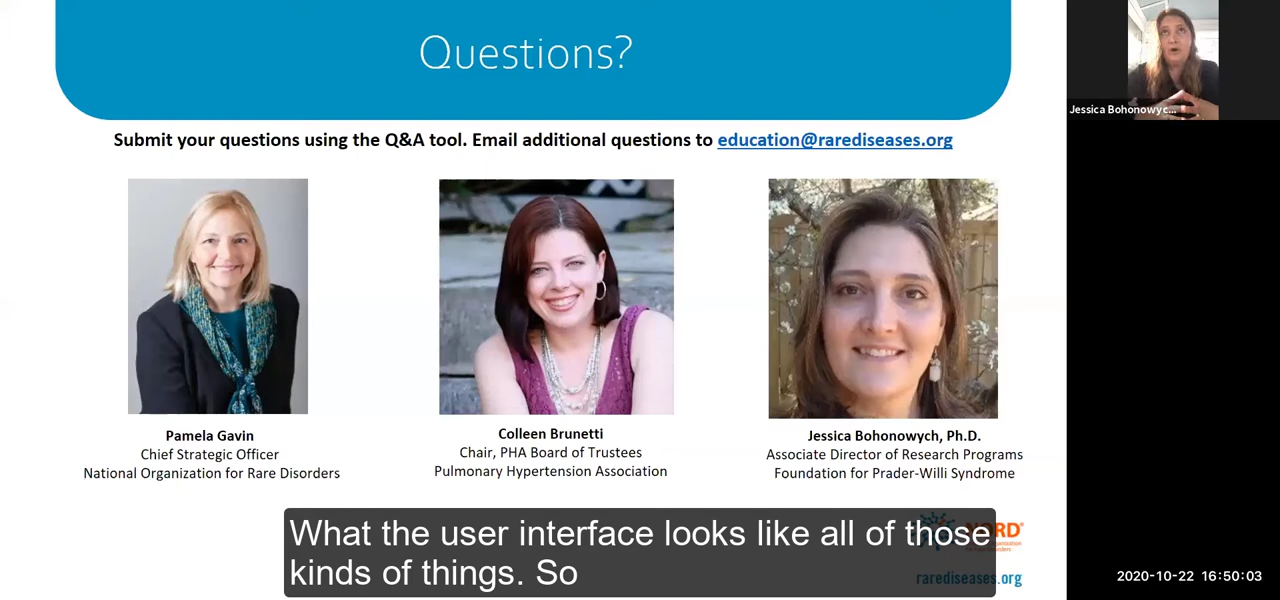 Questions?
Submit your questions using the Q&A tool. Email additional questions to education@rarediseases.org
Jessica Bohonowyc...
Pamela Gavin
Chief Strategic Officer
National Organization for Rare Disorders
Colleen Brunetti
Chair, PHA Board of Trustees
Pulmonary Hypertension Association
Jessica Bohonowych, Ph.D.
Associate Director of Research Programs
Foundation for Prader-Willi Syndrome
What the user interface looks like all of those
kinds of things. So
rarediseases.org
2020-10-22 16:50:03